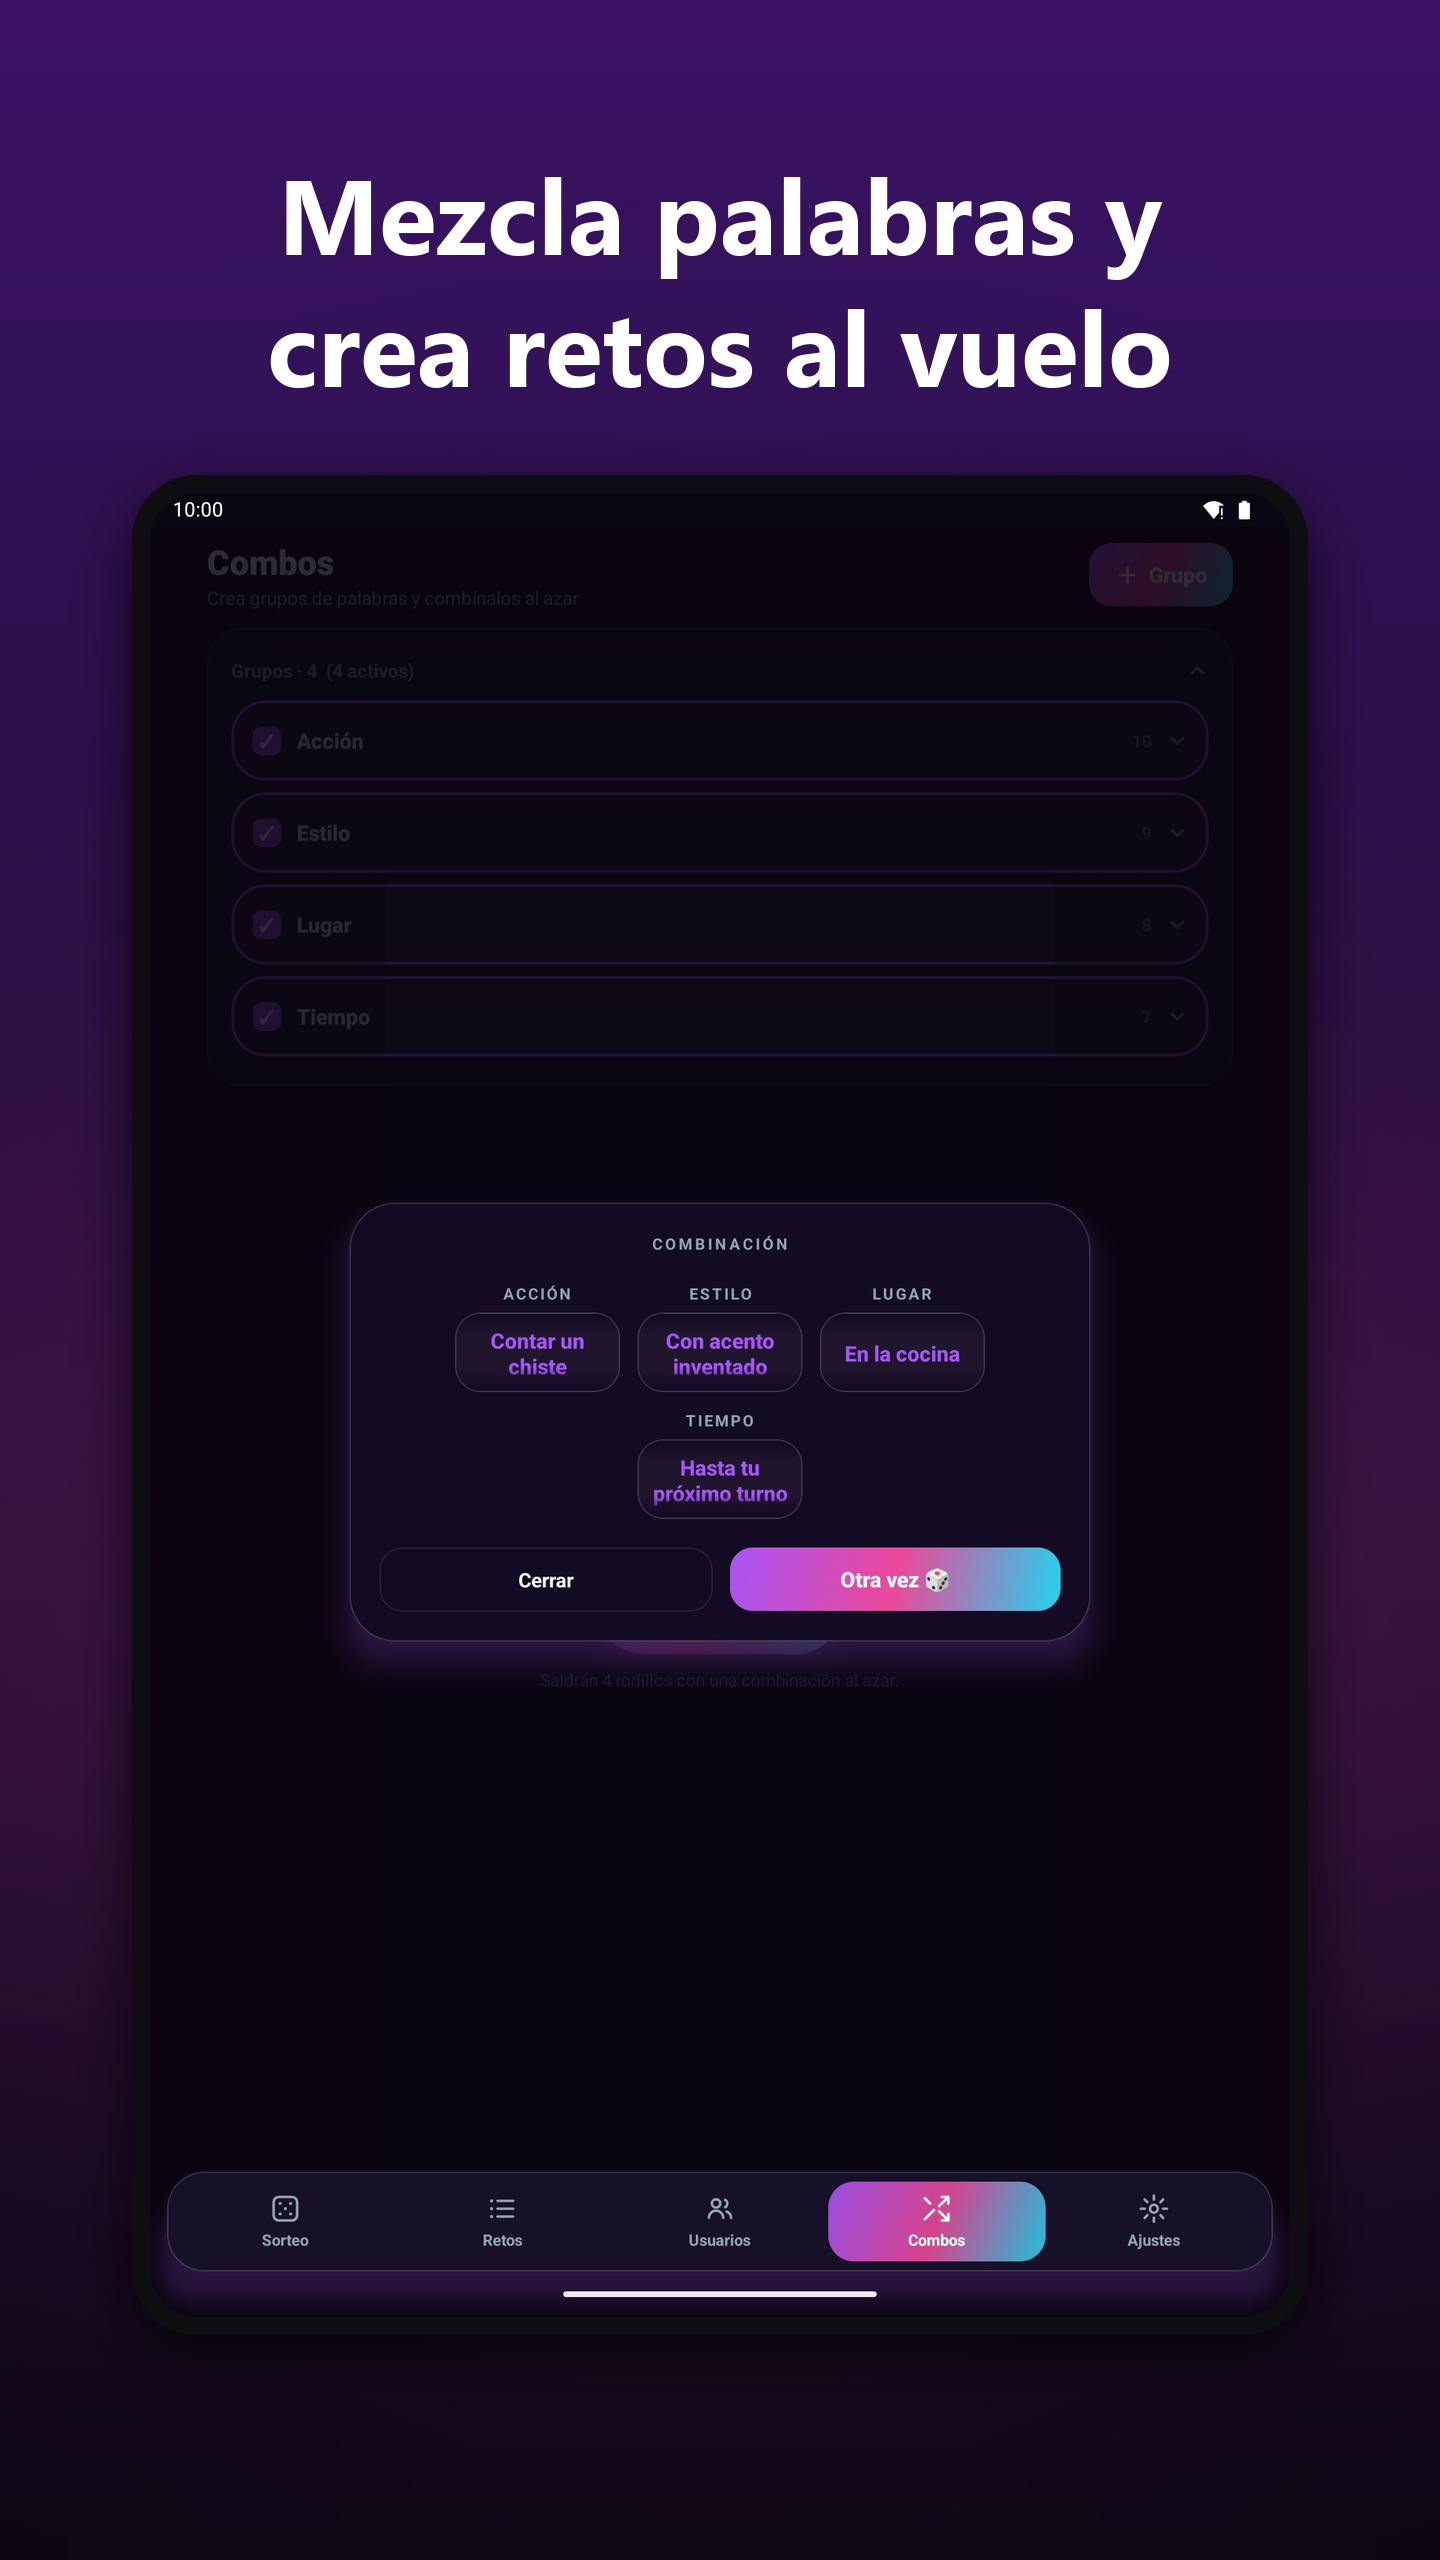 Mezcla palabras y
crea retos al vuelo
10:00
Combos
Crea grupos de palabras y combínalos al azar
+ Grupo
Grupos · 4 (4 activos)
Acción
10
Estilo
9
Lugar
8
Tiempo
7
COMBINACIÓN
ACCIÓN
ESTILO
LUGAR
Contar un
chiste
Con acento
inventado
En la cocina
TIEMPO
Hasta tu
próximo turno
Cerrar
Otra vez 🎲
Saldrán 4 rodillos con una combinación al azar.
Sorteo
Retos
Usuarios
Combos
Ajustes